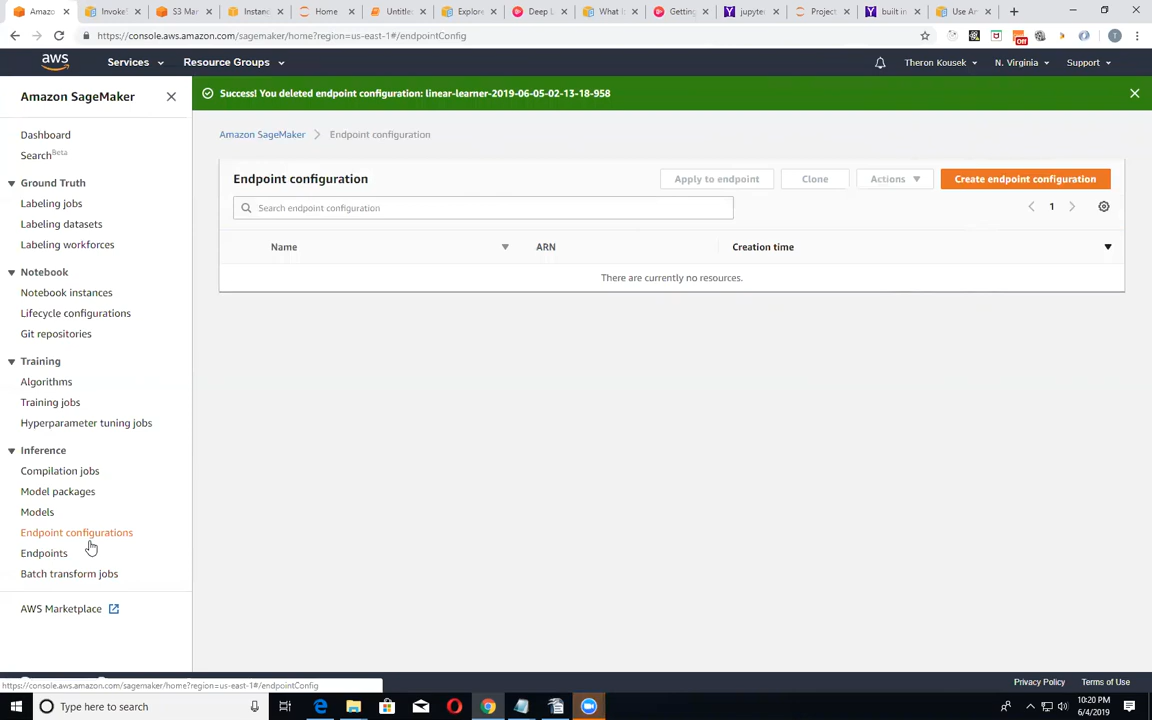 Amazo
Invoke
S3 Mar
Instanc
Home
Untitle
Explore
Deep L
What i
Getting
jupyte
Project
built in
Use Ar
https://console.aws.amazon.com/sagemaker/home?region=us-east-1#/endpointConfig
off
T
aws
Services
Resource Groups
Theron Kousek
N. Virginia
Support
Amazon SageMaker
Success! You deleted endpoint configuration: linear-learner-2019-06-05-02-13-18-958
Dashboard
Search Beta
Ground Truth
Labeling jobs
Labeling datasets
Labeling workforces
Notebook
Notebook instances
Lifecycle configurations
Git repositories
Training
Algorithms
Training jobs
Hyperparameter tuning jobs
Inference
Compilation jobs
Model packages
Models
Endpoint configurations
Endpoints
Batch transform jobs
AWS Marketplace
Amazon SageMaker > Endpoint configuration
Endpoint configuration
Apply to endpoint
Clone
Actions
Create endpoint configuration
Search endpoint configuration
1
Name
ARN
Creation time
There are currently no resources.
https://console.aws.amazon.com/sagemaker/home?region=us-east-1#/endpointConfig
Privacy Policy
Terms of Use
Type here to search
10:20 PM
6/4/2019